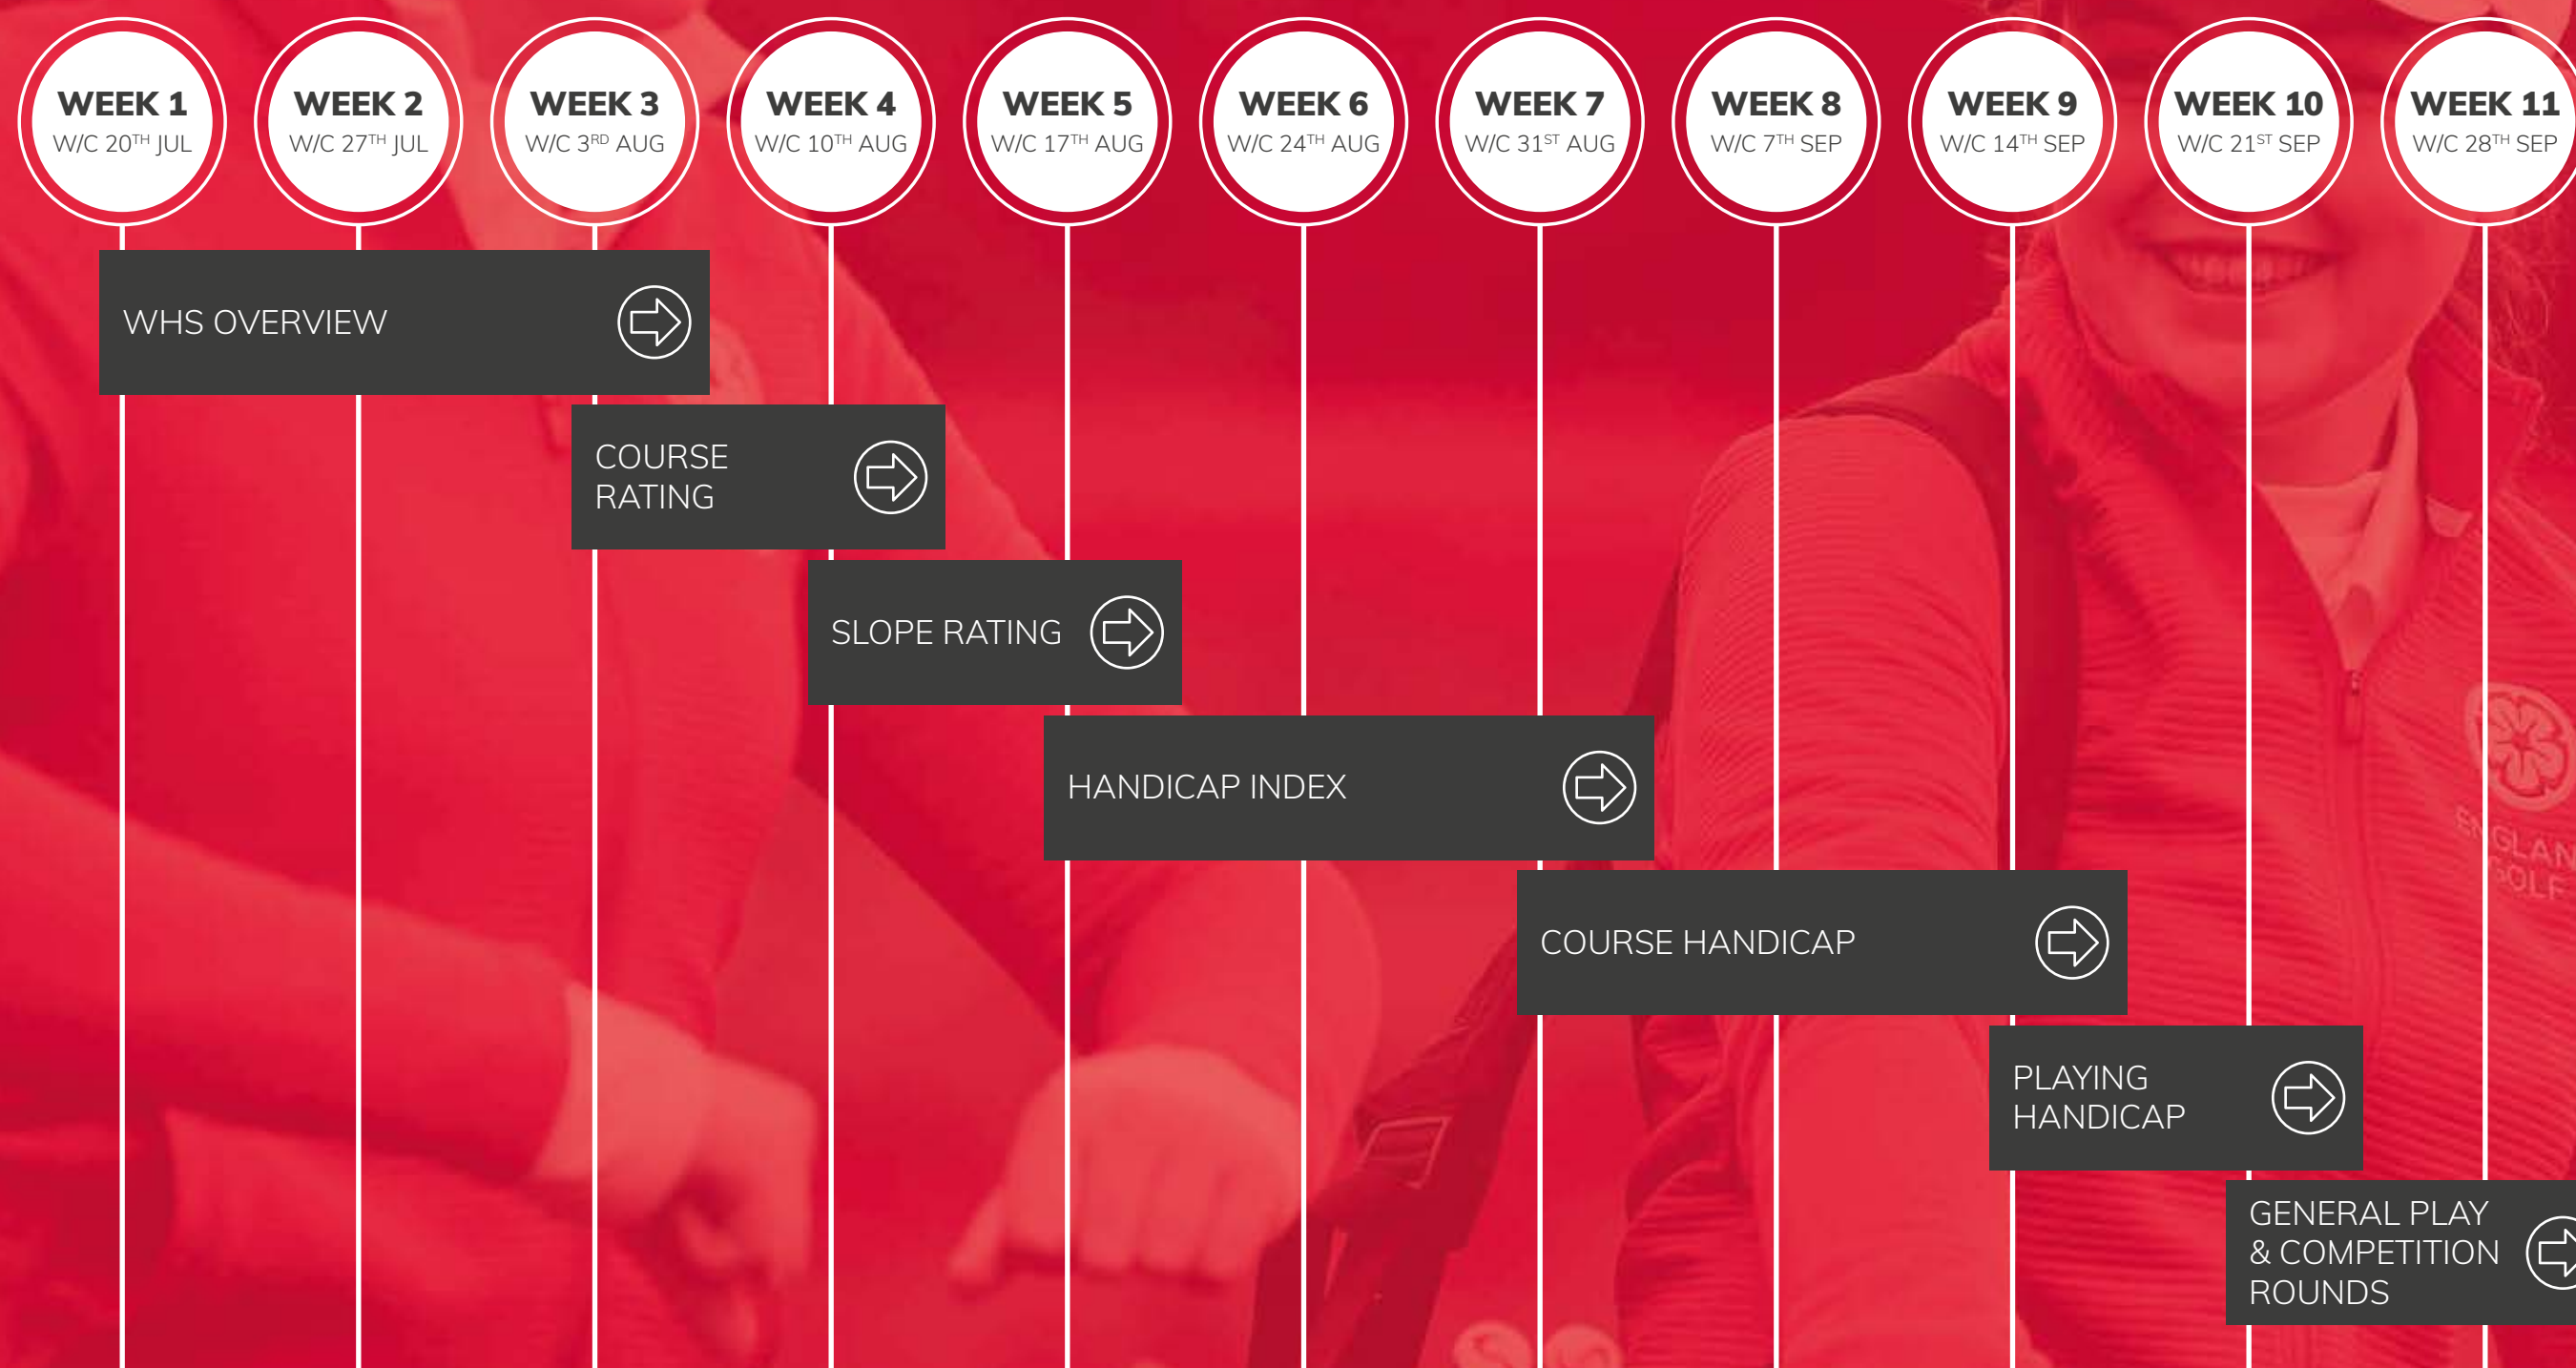 WEEK 1
W/C 20TH JUL
WEEK 2
W/C 27TH JUL
WEEK 3
W/C 3RD AUG
WEEK 4
W/C 10TH AUG
WEEK 5
W/C 17TH AUG
WEEK 6
W/C 24TH AUG
WEEK 7
W/C 31ST AUG
WEEK 8
W/C 7TH SEP
WEEK 9
W/C 14TH SEP
WEEK 10
W/C 21ST SEP
WEEK 11
W/C 28TH SEP
WHS OVERVIEW
COURSE
RATING
SLOPE RATING
HANDICAP INDEX
COURSE HANDICAP
PLAYING
HANDICAP
GENERAL PLAY
& COMPETITION
ROUNDS
ENGLAN
GOLF